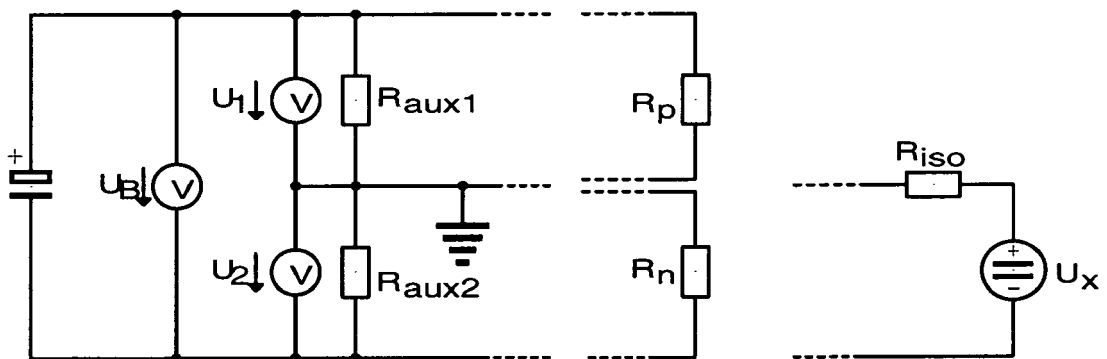 U1
V
Raux1
Rp
+
UB
V
Riso
U2
V
Raux2
Rn
+
-
Ux